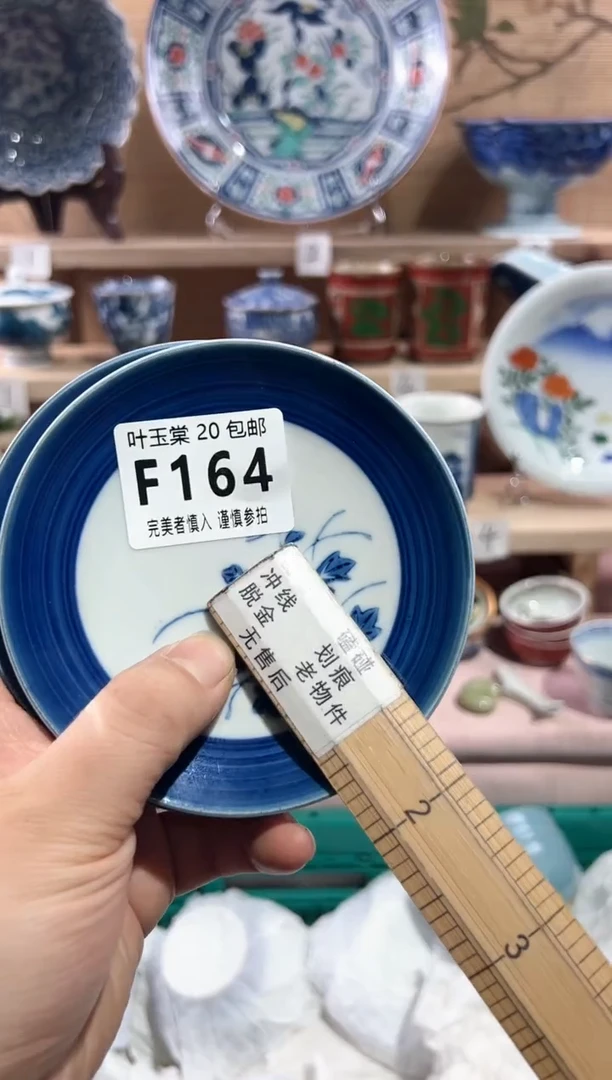 叶玉棠 20 包邮
F164
完美者慎入 谨慎参拍
冲线 磕碰
脱金 划痕
无售后 老物件
2
3